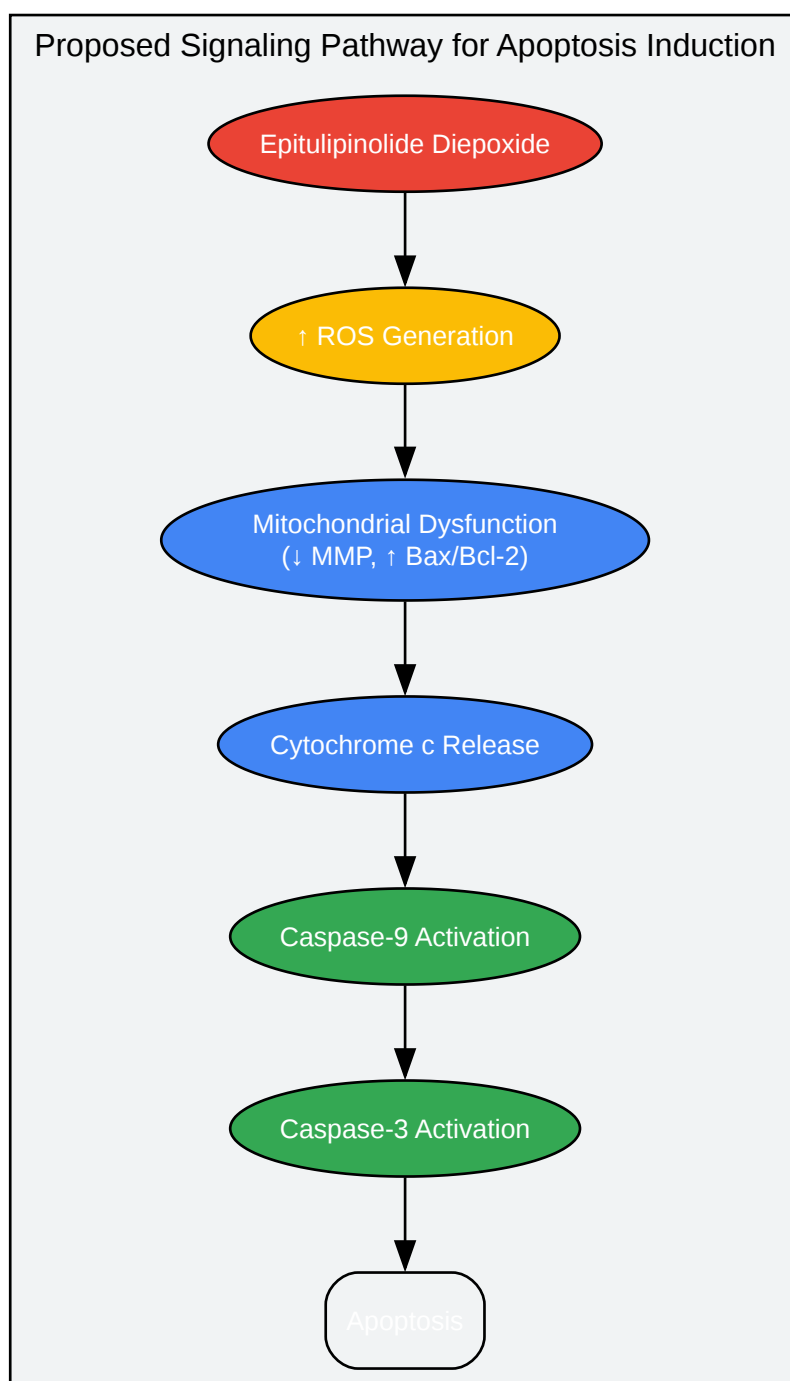 Proposed Signaling Pathway for Apoptosis Induction
Epitulipinolide Diepoxide
↑ ROS Generation
Mitochondrial Dysfunction
(↓ MMP, ↑ Bax/Bcl-2)
Cytochrome c Release
Caspase-9 Activation
Caspase-3 Activation
Apoptosis